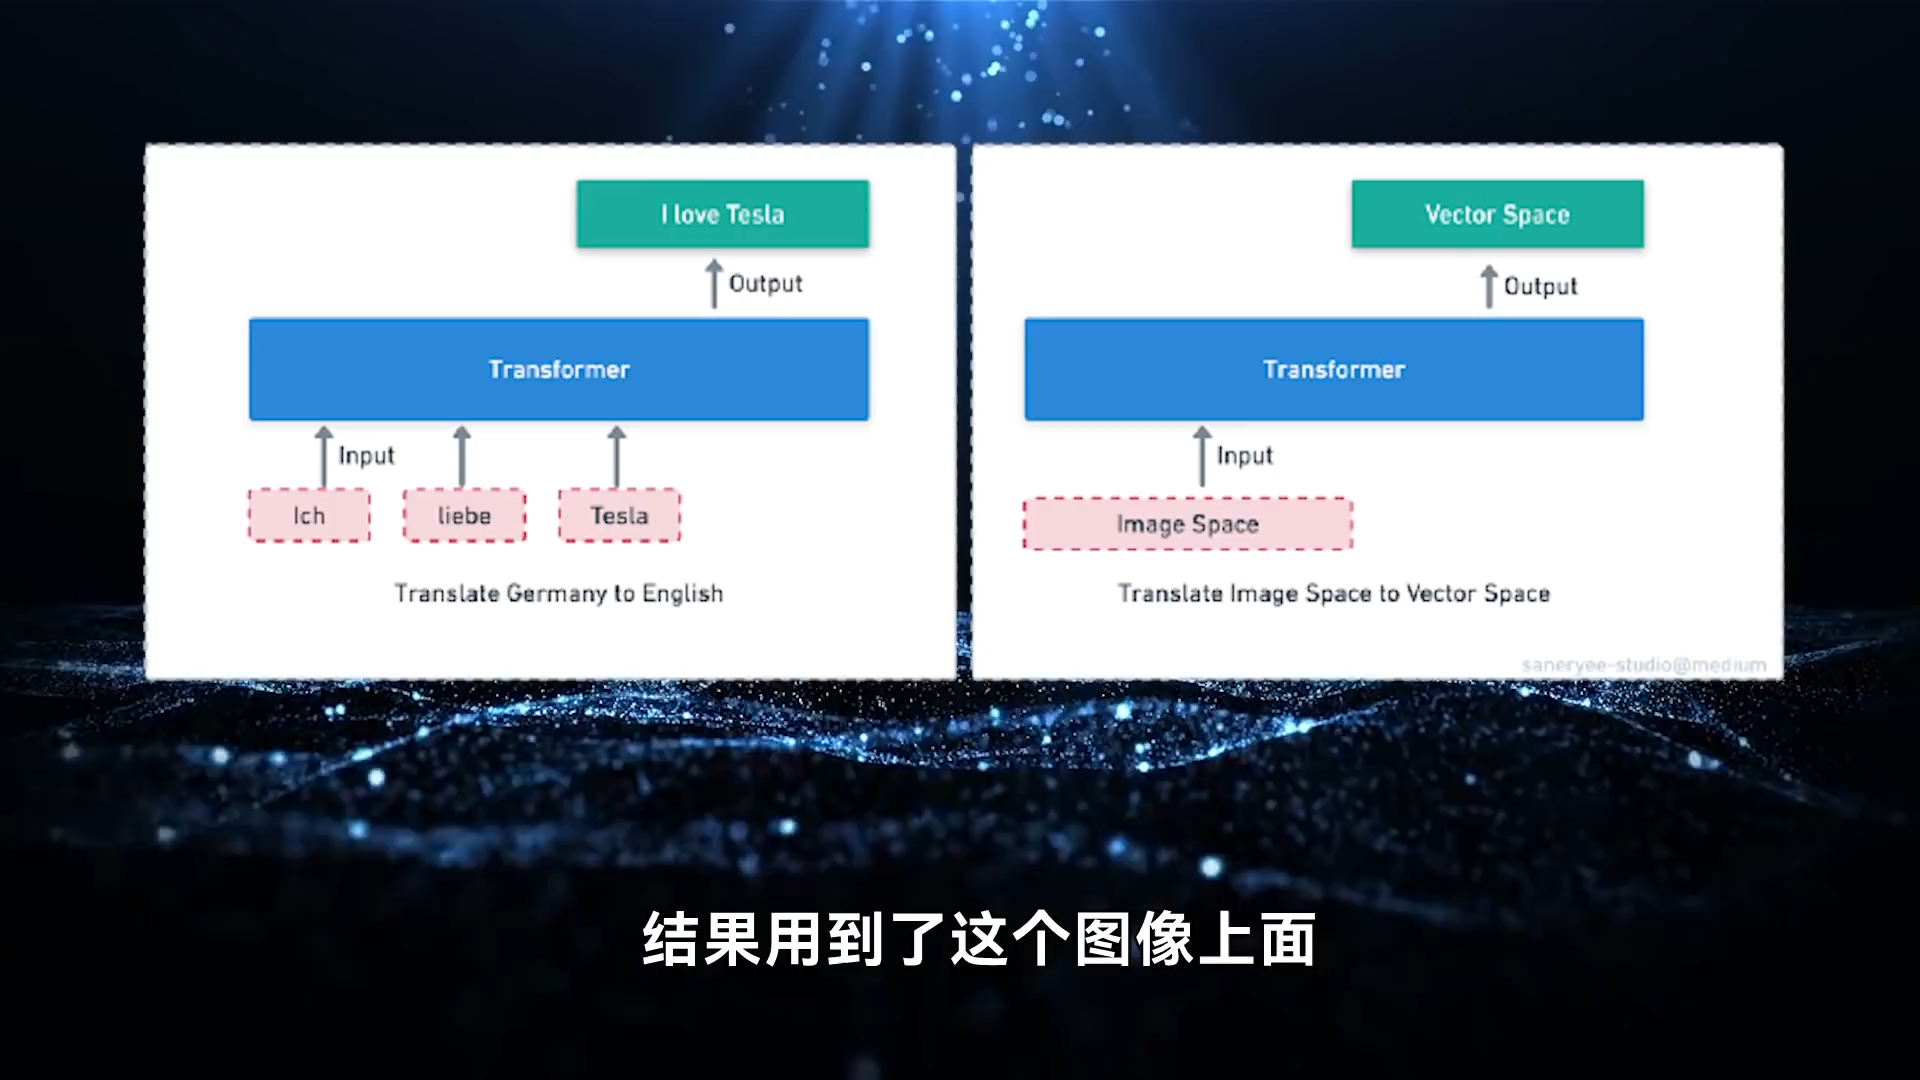 I love Tesla
Output
Transformer
Input
Ich
liebe
Tesla
Translate Germany to English
Vector Space
Output
Transformer
Input
Image Space
Translate Image Space to Vector Space
saneryee-studio@medium
结果用到了这个图像上面